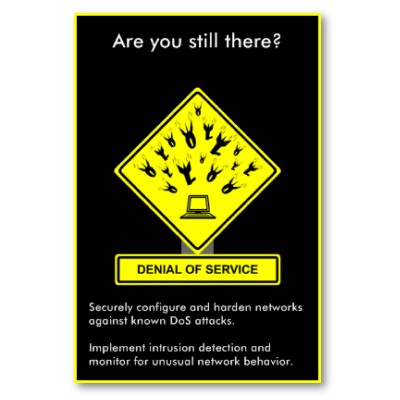 Are you still there?
DENIAL OF SERVICE
Securely configure and harden networks
against known DoS attacks.
Implement intrusion detection and
monitor for unusual network behavior.